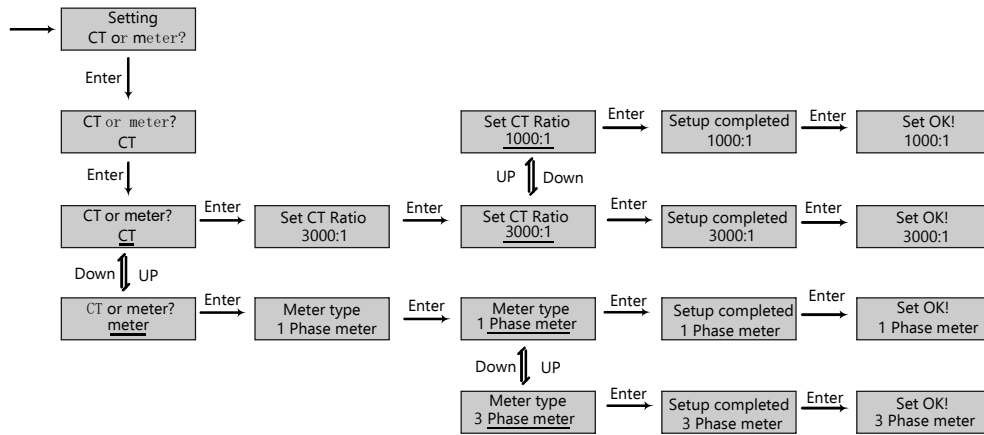 Setting
CT or meter?
Enter
CT or meter?
CT
Set CT Ratio
1000:1
Enter
Setup completed
1000:1
Enter
Set OK!
1000:1
Enter
UP
Down
CT or meter?
CT
Enter
Set CT Ratio
3000:1
Enter
Set CT Ratio
3000:1
Enter
Setup completed
3000:1
Enter
Set OK!
3000:1
Down
UP
CT or meter?
meter
Enter
Meter type
1 Phase meter
Enter
Meter type
1 Phase meter
Enter
Setup completed
1 Phase meter
Enter
Set OK!
1 Phase meter
Down
UP
Meter type
3 Phase meter
Enter
Setup completed
3 Phase meter
Enter
Set OK!
3 Phase meter